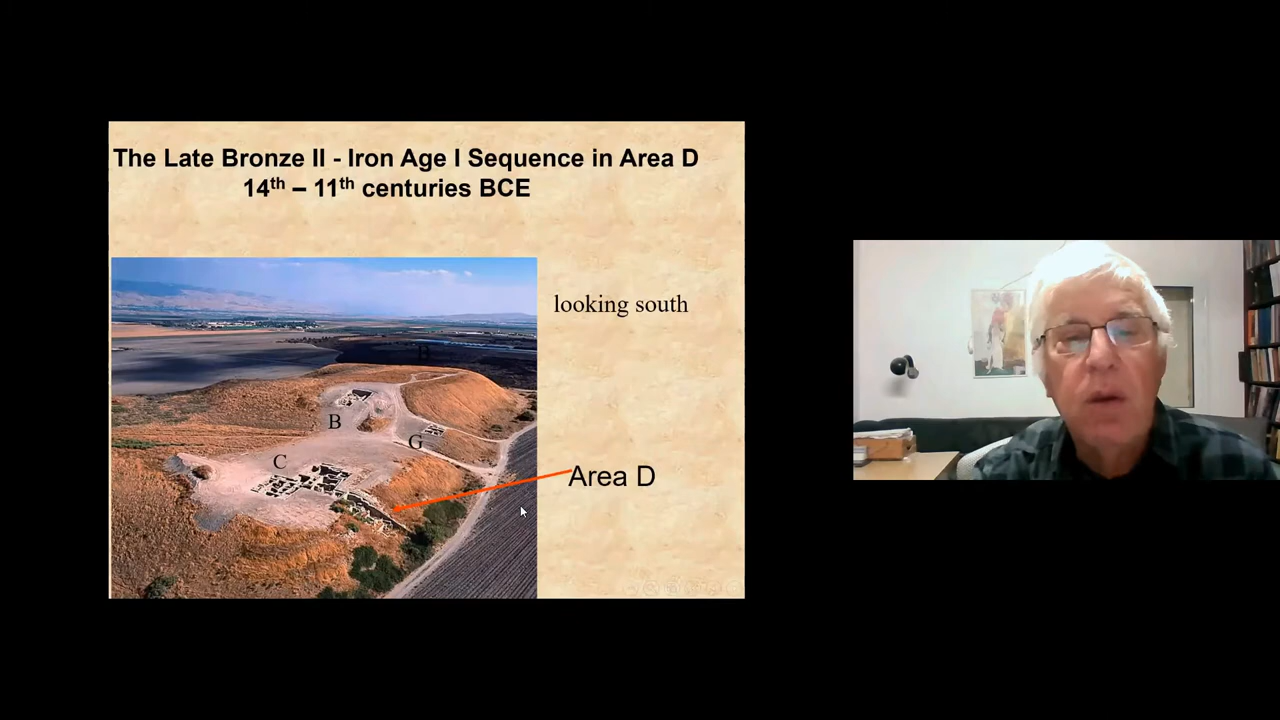 The Late Bronze II - Iron Age I Sequence in Area D
14th – 11th centuries BCE
looking south
B
G
C
Area D